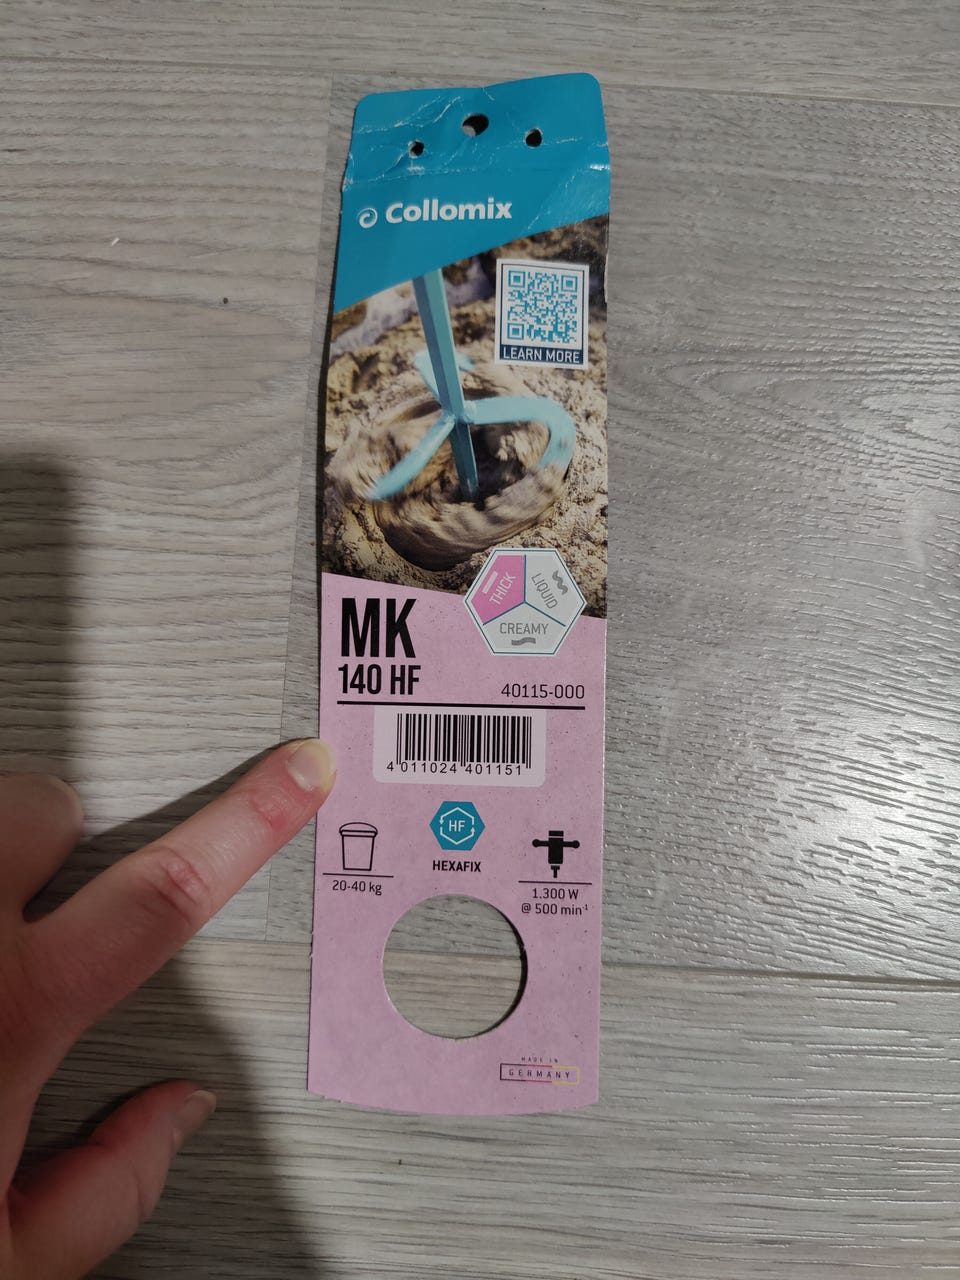 Collomix
LEARN MORE
THICK
LIQUID
CREAMY
MK
140 HF
40115-000
4 011024 401151
HF
HEXAFIX
20-40 kg
1.300 W
@ 500 min⁻¹
MADE IN
GERMANY